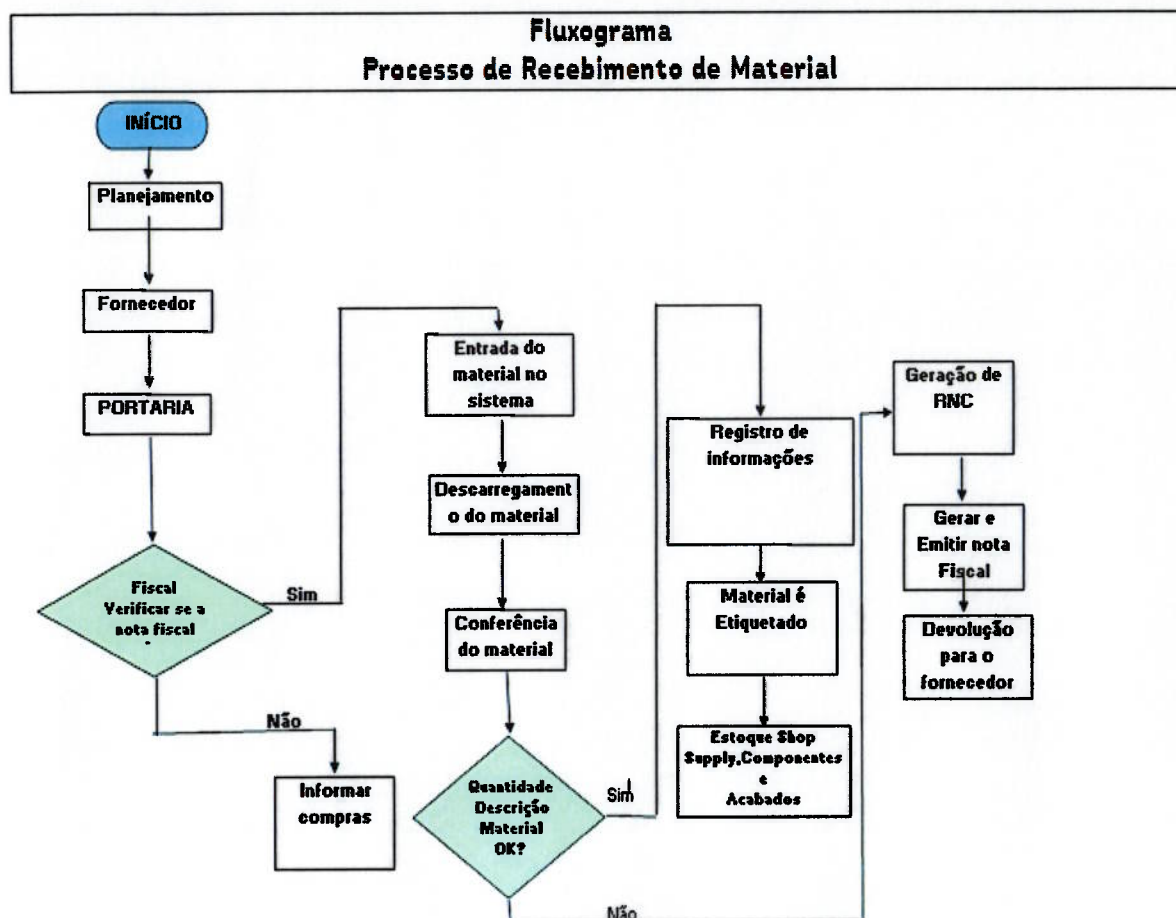 Fluxograma
Processo de Recebimento de Material
INÍCIO
Planejamento
Fornecedor
PORTARIA
Fiscal
Verificar se a
nota fiscal
Sim
Não
Informar
compras
Entrada do
material no
sistema
Descarregament
o do material
Conferência
do material
Quantidade
Descrição
Material
OK?
Sim
Não
Registro de
informações
Material é
Etiquetado
Estoque Shop
Supply,Componentes
e
Acabados
Geração de
RNC
Gerar e
Emitir nota
Fiscal
Devolução
para o
fornecedor